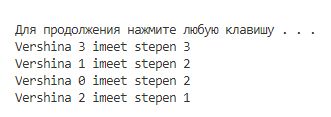 Для продолжения нажмите любую клавишу . . .
Vershina 3 imeet stepen 3
Vershina 1 imeet stepen 2
Vershina 0 imeet stepen 2
Vershina 2 imeet stepen 1